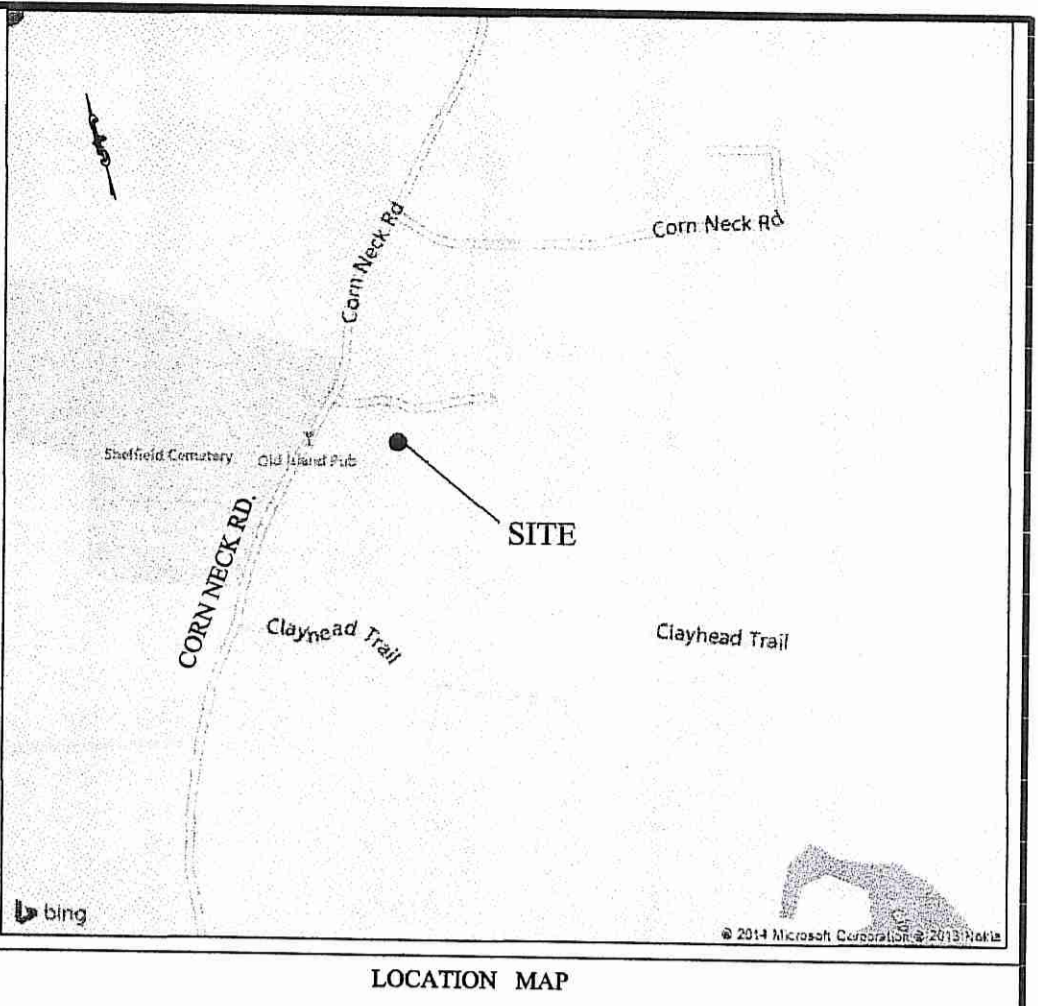 Corn Neck Rd
Corn Neck Rd
Sheffield Cemetery
Old Island Pub
SITE
CORN NECK RD.
Clayhead Trail
Clayhead Trail
bing
© 2014 Microsoft Corporation © 2013 Nokia
LOCATION MAP